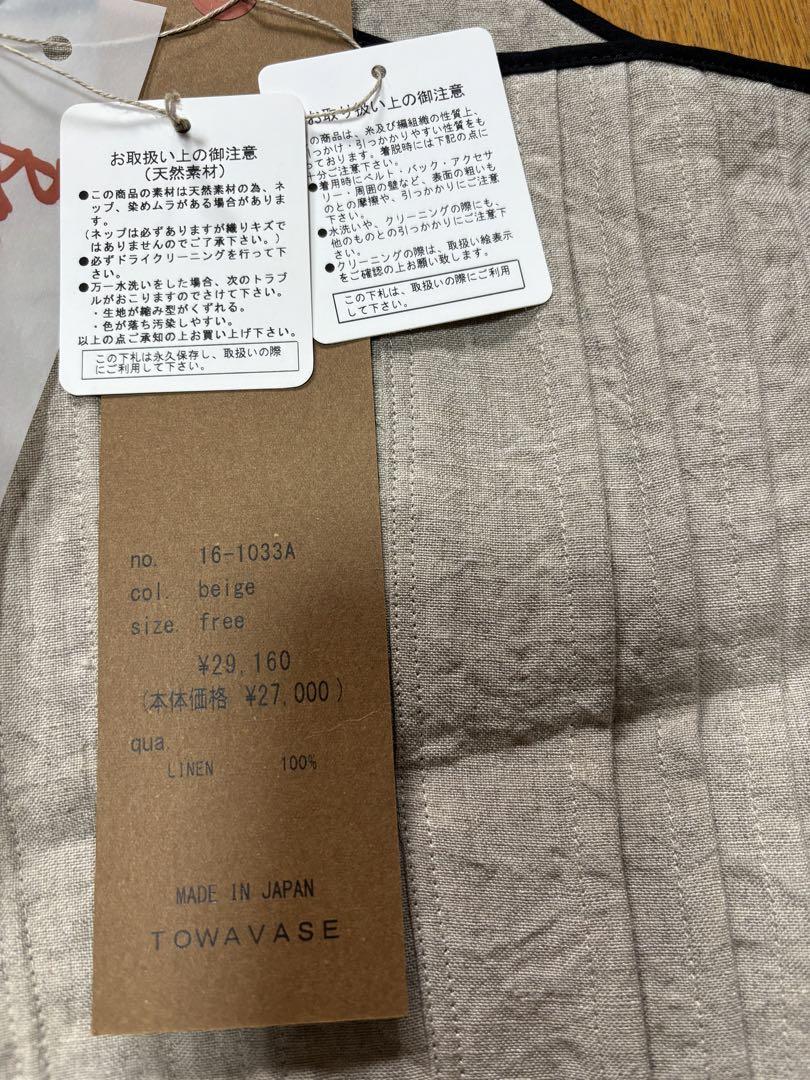 お取扱い上の御注意
(天然素材)
●この商品の素材は天然素材の為、ネ
ップ、染めムラがある場合がありま
す。
(ネップは必ずありますが織りキズで
はありませんのでご了承下さい。)
●必ずドライクリーニングを行って下
さい。
●万一水洗いをした場合、次のトラブ
ルがおこりますのでさけて下さい。
・生地が縮み型がくずれる。
・色が落ち汚染しやすい。
以上の点ご承知の上お買い上げ下さい。
この下札は永久保存し、取扱いの際
にご利用して下さい。
お取り扱い上の御注意
の商品は、糸及び編組織の性質上、
っかけ・引っかかりやすい性質をも
っております。着脱時には下記の点に
十分ご注意下さい。
●着用時にベルト・バック・アクセサ
リー・周囲の壁など、表面の粗いも
のとの摩擦や、引っかかりにご注意
下さい。
●水洗いや、クリーニングの際にも、
他のものとの引っかかりにご注意下
さい。
●クリーニングの際は、取扱い絵表示
をご確認の上お願い致します。
この下札は、取扱いの際にご利用
して下さい。
no. 16-1033A
col. beige
size. free
¥29,160
(本体価格 ¥27,000)
qua.
LINEN 100%
MADE IN JAPAN
TOWAVASE